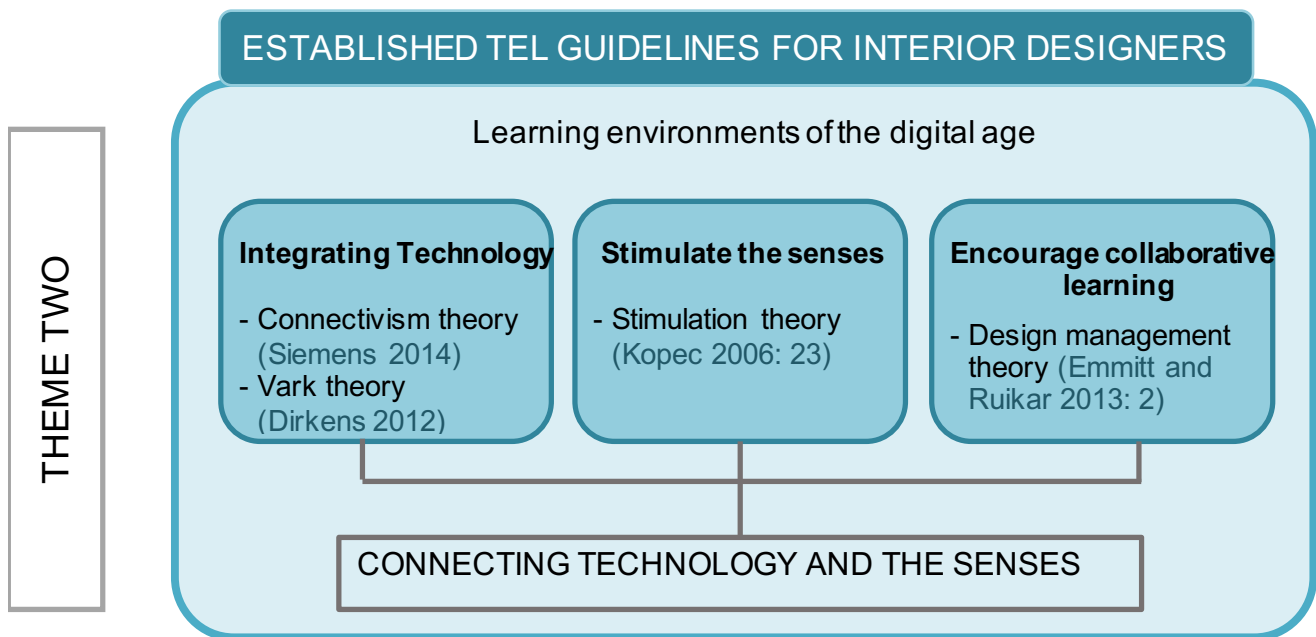 ESTABLISHED TEL GUIDELINES FOR INTERIOR DESIGNERS
THEME TWO
Learning environments of the digital age
Integrating Technology
- Connectivism theory
(Siemens 2014)
- Vark theory
(Dirkens 2012)
Stimulate the senses
- Stimulation theory
(Kopec 2006: 23)
Encourage collaborative
learning
- Design management
theory (Emmitt and
Ruikar 2013: 2)
CONNECTING TECHNOLOGY AND THE SENSES